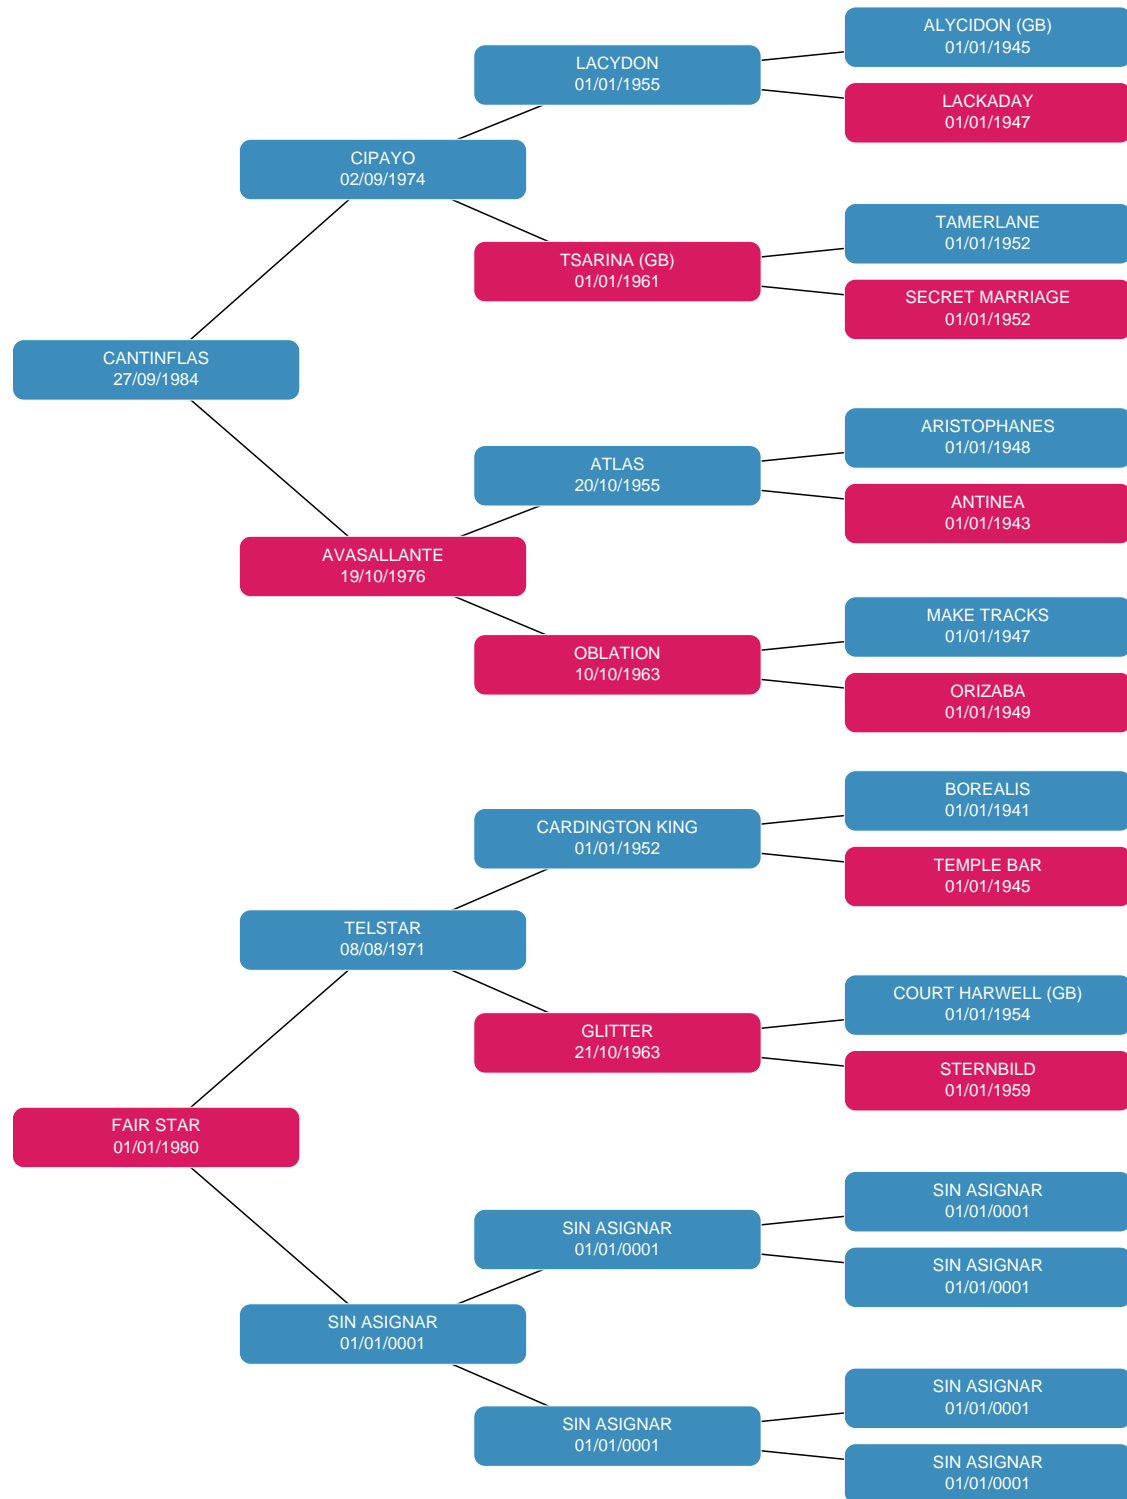 ALYCIDON (GB)
01/01/1945
LACYDON
01/01/1955
LACKADAY
01/01/1947
CIPAYO
02/09/1974
TAMERLANE
01/01/1952
TSARINA (GB)
01/01/1961
SECRET MARRIAGE
01/01/1952
CANTINFLAS
27/09/1984
ARISTOPHANES
01/01/1948
ATLAS
20/10/1955
ANTINEA
01/01/1943
AVASALLANTE
19/10/1976
MAKE TRACKS
01/01/1947
OBLATION
10/10/1963
ORIZABA
01/01/1949
BOREALIS
01/01/1941
CARDINGTON KING
01/01/1952
TEMPLE BAR
01/01/1945
TELSTAR
08/08/1971
COURT HARWELL (GB)
01/01/1954
GLITTER
21/10/1963
STERNBILD
01/01/1959
FAIR STAR
01/01/1980
SIN ASIGNAR
01/01/0001
SIN ASIGNAR
01/01/0001
SIN ASIGNAR
01/01/0001
SIN ASIGNAR
01/01/0001
SIN ASIGNAR
01/01/0001
SIN ASIGNAR
01/01/0001
SIN ASIGNAR
01/01/0001